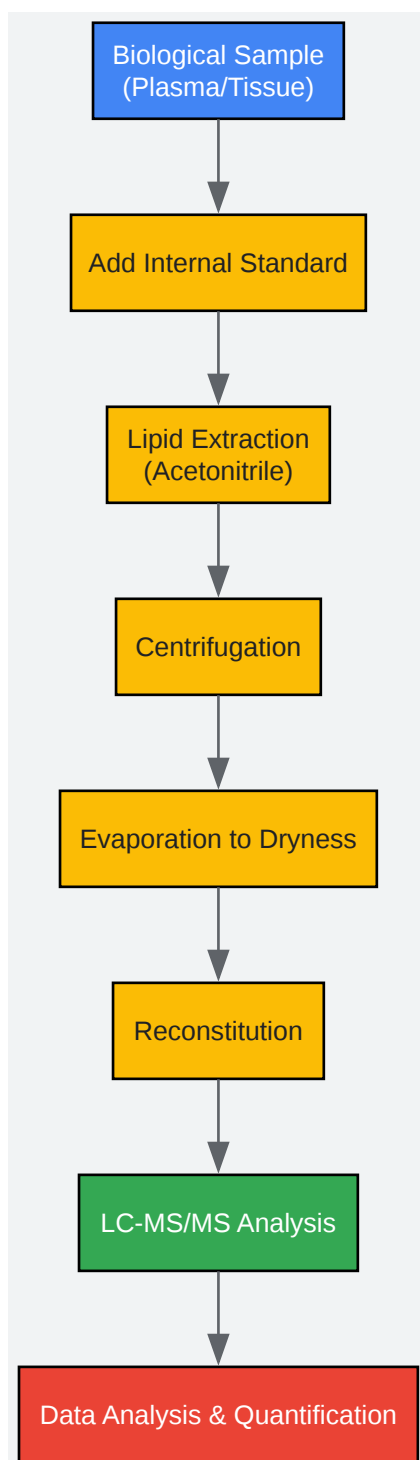 Biological Sample
(Plasma/Tissue)
Add Internal Standard
Lipid Extraction
(Acetonitrile)
Centrifugation
Evaporation to Dryness
Reconstitution
LC-MS/MS Analysis
Data Analysis & Quantification